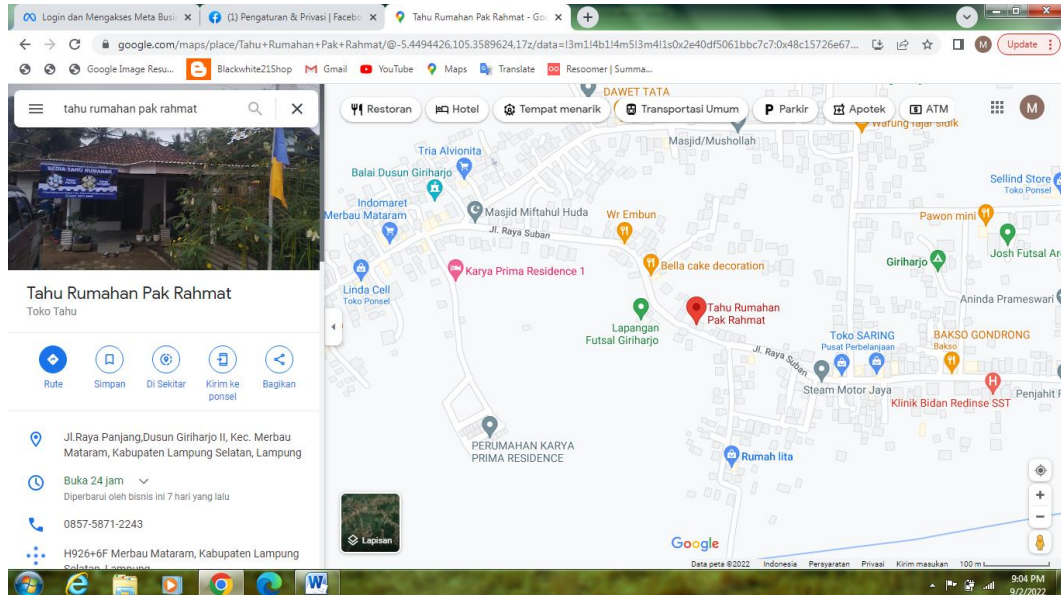 Login dan Mengakses Meta Busi
(1) Pengaturan & Privasi | Facebo
Tahu Rumahan Pak Rahmat - Goo
google.com/maps/place/Tahu+Rumahan+Pak+Rahmat/@-5.4494426,105.3589624,17z/data=!3m1!4b1!4m5!3m4!1s0x2e40df5061bbc7c7:0x48c15726e67...
M
Update
Google Image Resu...
Blackwhite21Shop
Gmail
YouTube
Maps
Translate
Resoomer | Summa...
tahu rumahan pak rahmat
Restoran
Hotel
Tempat menarik
Transportasi Umum
P Parkir
Apotek
ATM
M
SEDIA TAHU RUMAHAN
Tahu Rumahan Pak Rahmat
Toko Tahu
Rute
Simpan
Di Sekitar
Kirim ke
ponsel
Bagikan
Jl.Raya Panjang,Dusun Giriharjo II, Kec. Merbau
Mataram, Kabupaten Lampung Selatan, Lampung
Buka 24 jam
Diperbarui oleh bisnis ini 7 hari yang lalu
0857-5871-2243
H926+6F Merbau Mataram, Kabupaten Lampung
Selatan, Lampung
DAWET TATA
Masjid/Mushollah
Warung fajar sidik
Tria Alvionita
Balai Dusun
Giriharjo
Sellind Store
Toko Ponsel
Indomaret
Merbau Mataram
Masjid Miftahul Huda
Wr Embun
Pawon mini
Jl. Raya Suban
Josh Futsal Ar
Giriharjo
Karya Prima Residence 1
Bella cake decoration
Linda Cell
Toko Ponsel
Aninda Prameswari
Tahu Rumahan
Pak Rahmat
Lapangan
Futsal Giriharjo
Toko SARING
Pusat Perbelanjaan
BAKSO GONDRONG
Bakso
Jl. Raya Suban
Steam Motor Jaya
Klinik Bidan Redinse SST
Penjahit F
PERUMAHAN KARYA
PRIMA RESIDENCE
Rumah lita
Lapisan
Google
Data peta ©2022
Indonesia
Persyaratan
Privasi
Kirim masukan
100 m
9:04 PM
9/2/2022